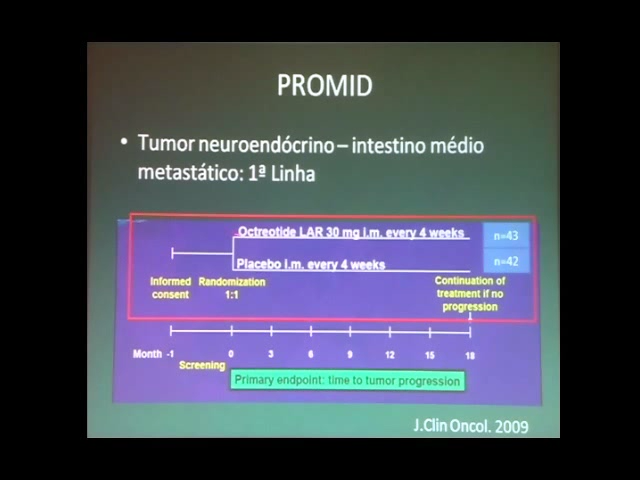 PROMID
• Tumor neuroendócrino – intestino médio
metastático: 1ª Linha
Octreotide LAR 30 mg i.m. every 4 weeks
n=43
Placebo i.m. every 4 weeks
n=42
Informed
consent
Randomization
1:1
Continuation of
treatment if no
progression
Month -1 0 3 6 9 12 15 18
Screening
Primary endpoint: time to tumor progression
J.Clin Oncol. 2009